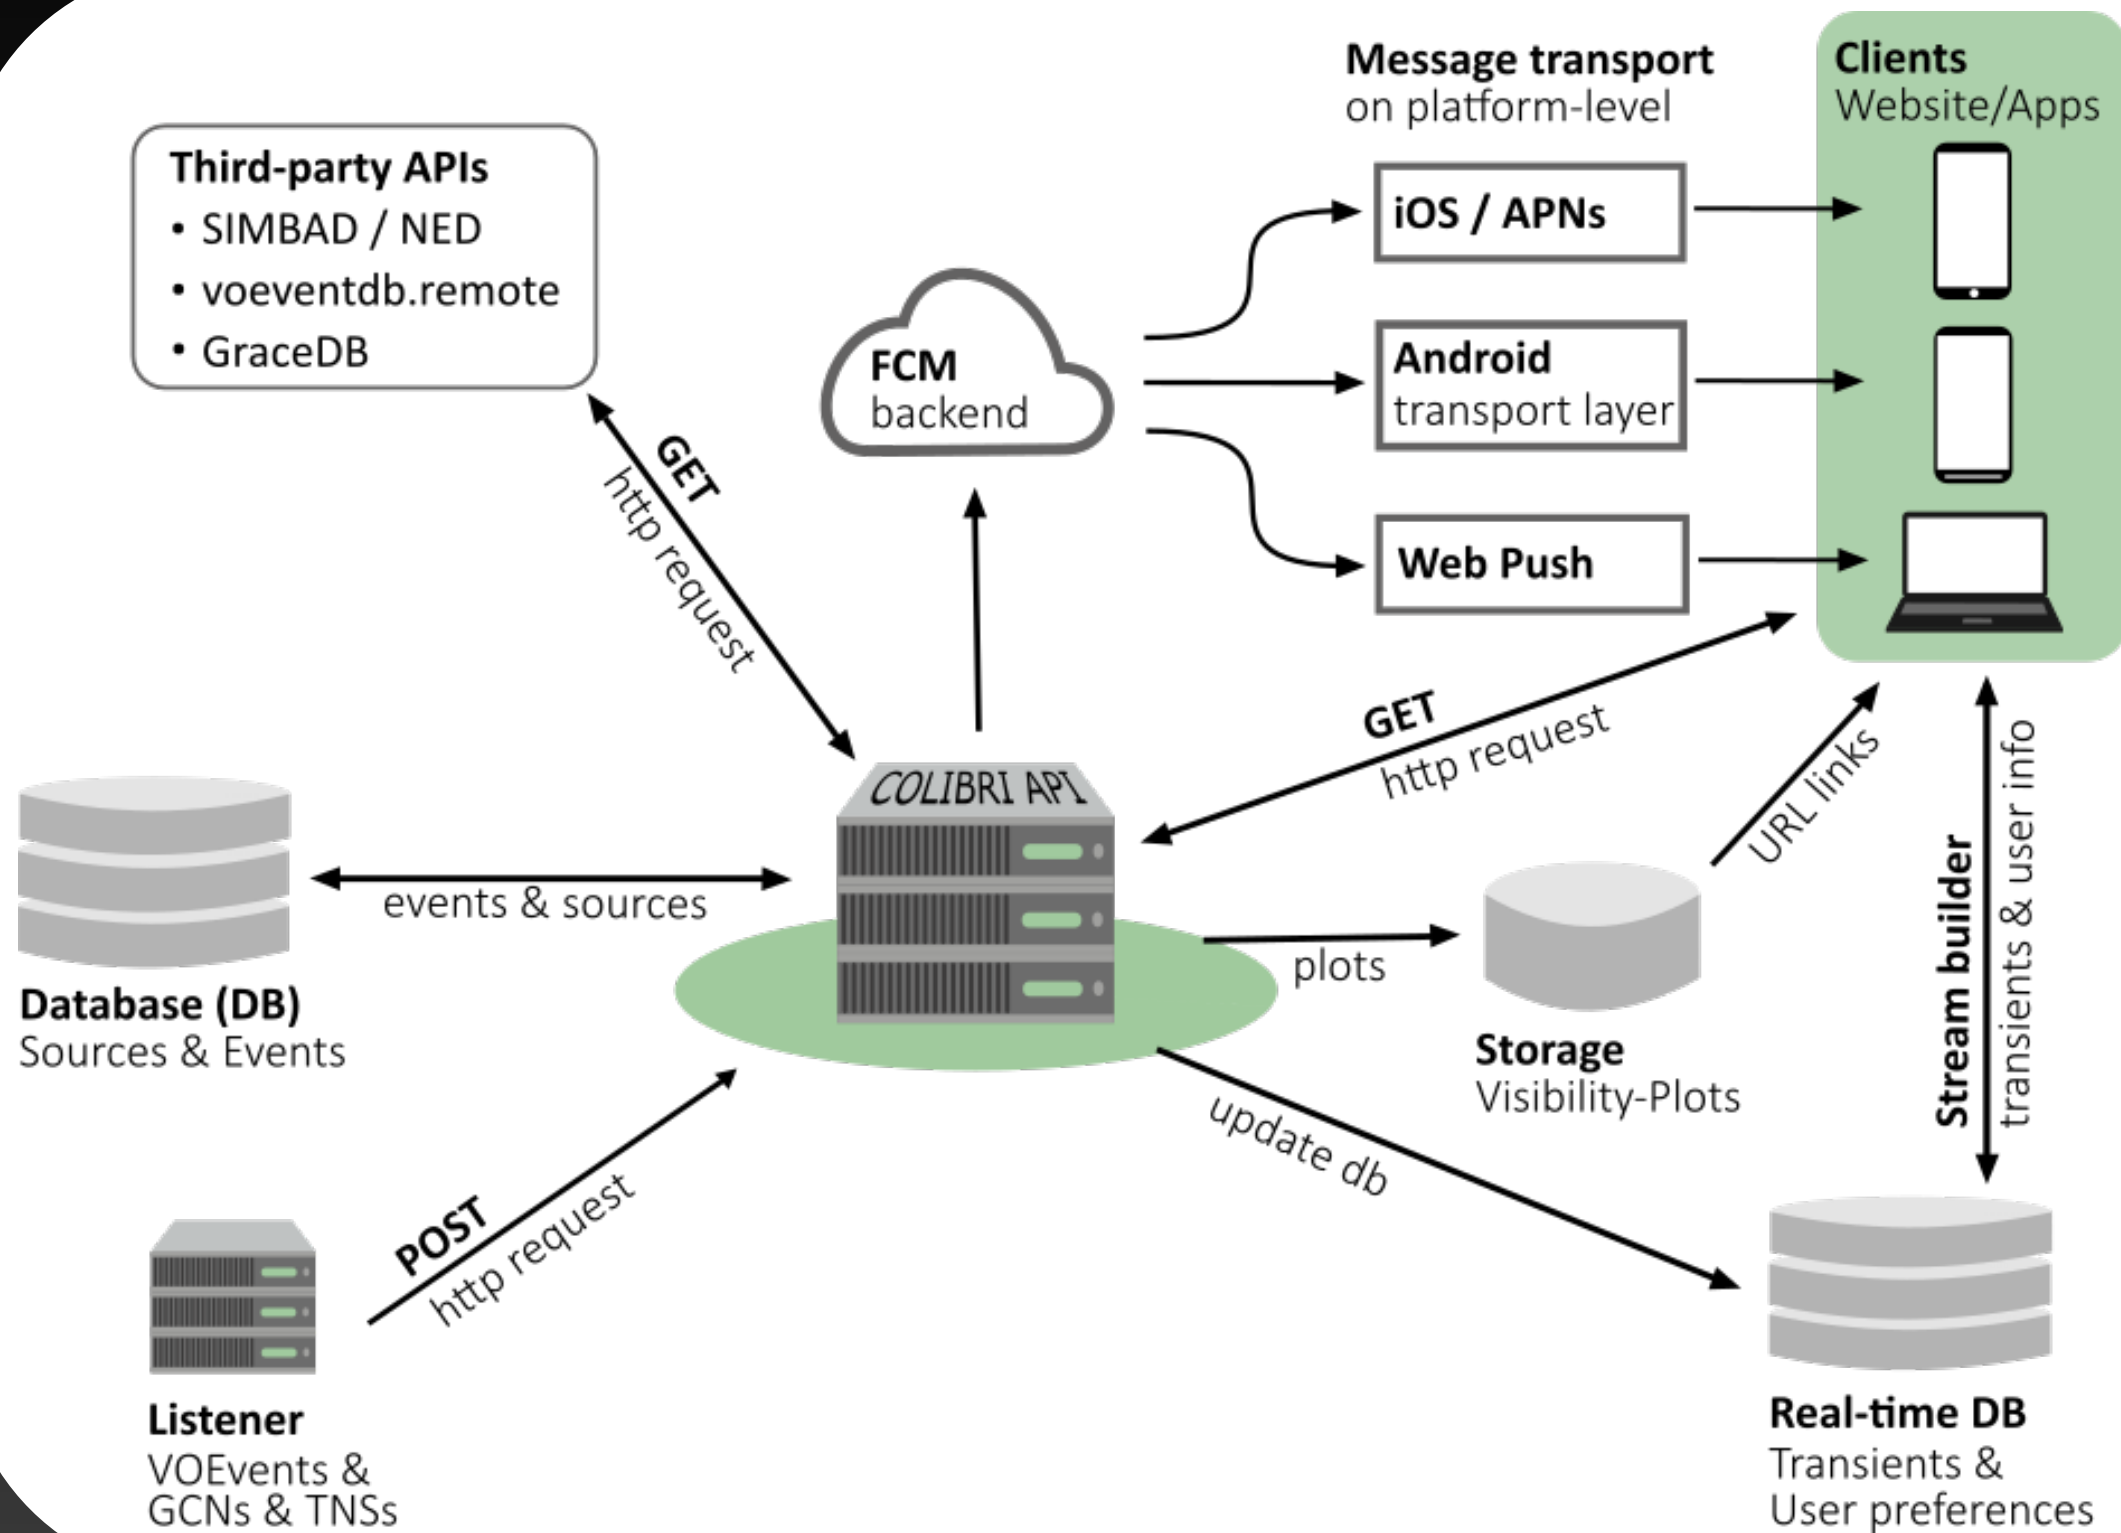 Message transport
on platform-level
Clients
Website/Apps
Third-party APIs
• SIMBAD / NED
• voeventdb.remote
• GraceDB
iOS / APNs
FCM
backend
Android
transport layer
Web Push
GET
http request
GET
http request
COLIBRI API
URL links
Stream builder
transients & user info
events & sources
plots
Database (DB)
Sources & Events
Storage
Visibility-Plots
update db
POST
http request
Listener
VOEvents &
GCNs & TNSs
Real-time DB
Transients &
User preferences